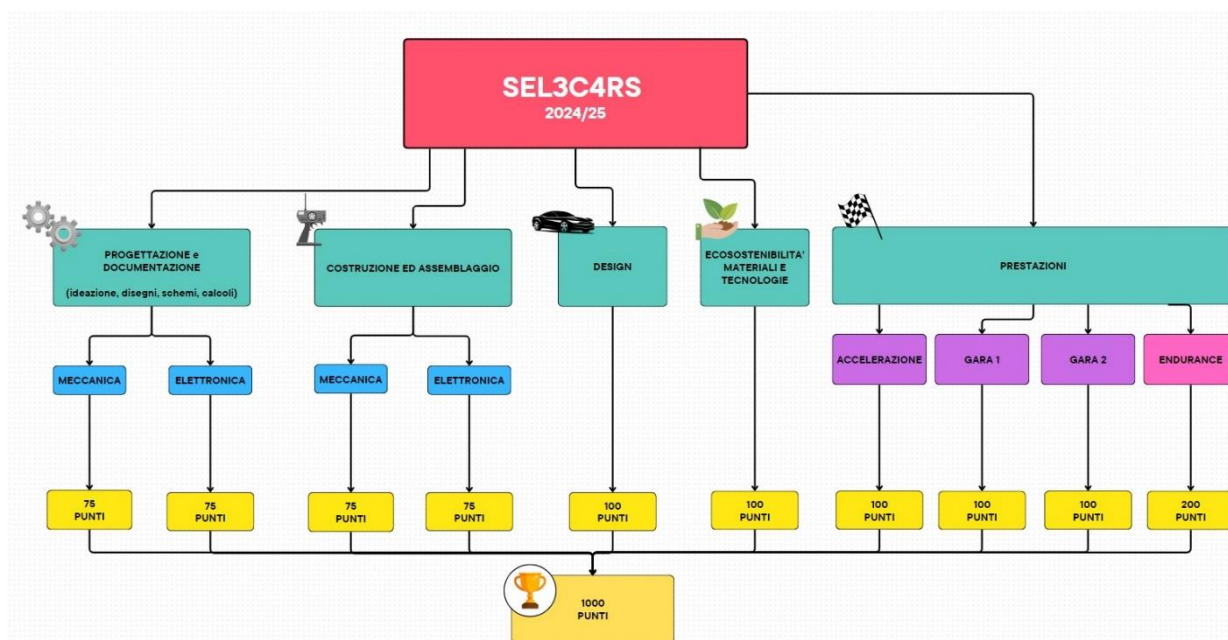 SEL3C4RS
2024/25
PROGETTAZIONE e
DOCUMENTAZIONE
(ideazione, disegni, schemi, calcoli)
COSTRUZIONE ED ASSEMBLAGGIO
DESIGN
ECOSOSTENIBILITA'
MATERIALI E
TECNOLOGIE
PRESTAZIONI
MECCANICA
ELETTRONICA
MECCANICA
ELETTRONICA
ACCELERAZIONE
GARA 1
GARA 2
ENDURANCE
75
PUNTI
75
PUNTI
75
PUNTI
75
PUNTI
100
PUNTI
100
PUNTI
100
PUNTI
100
PUNTI
100
PUNTI
200
PUNTI
1000
PUNTI